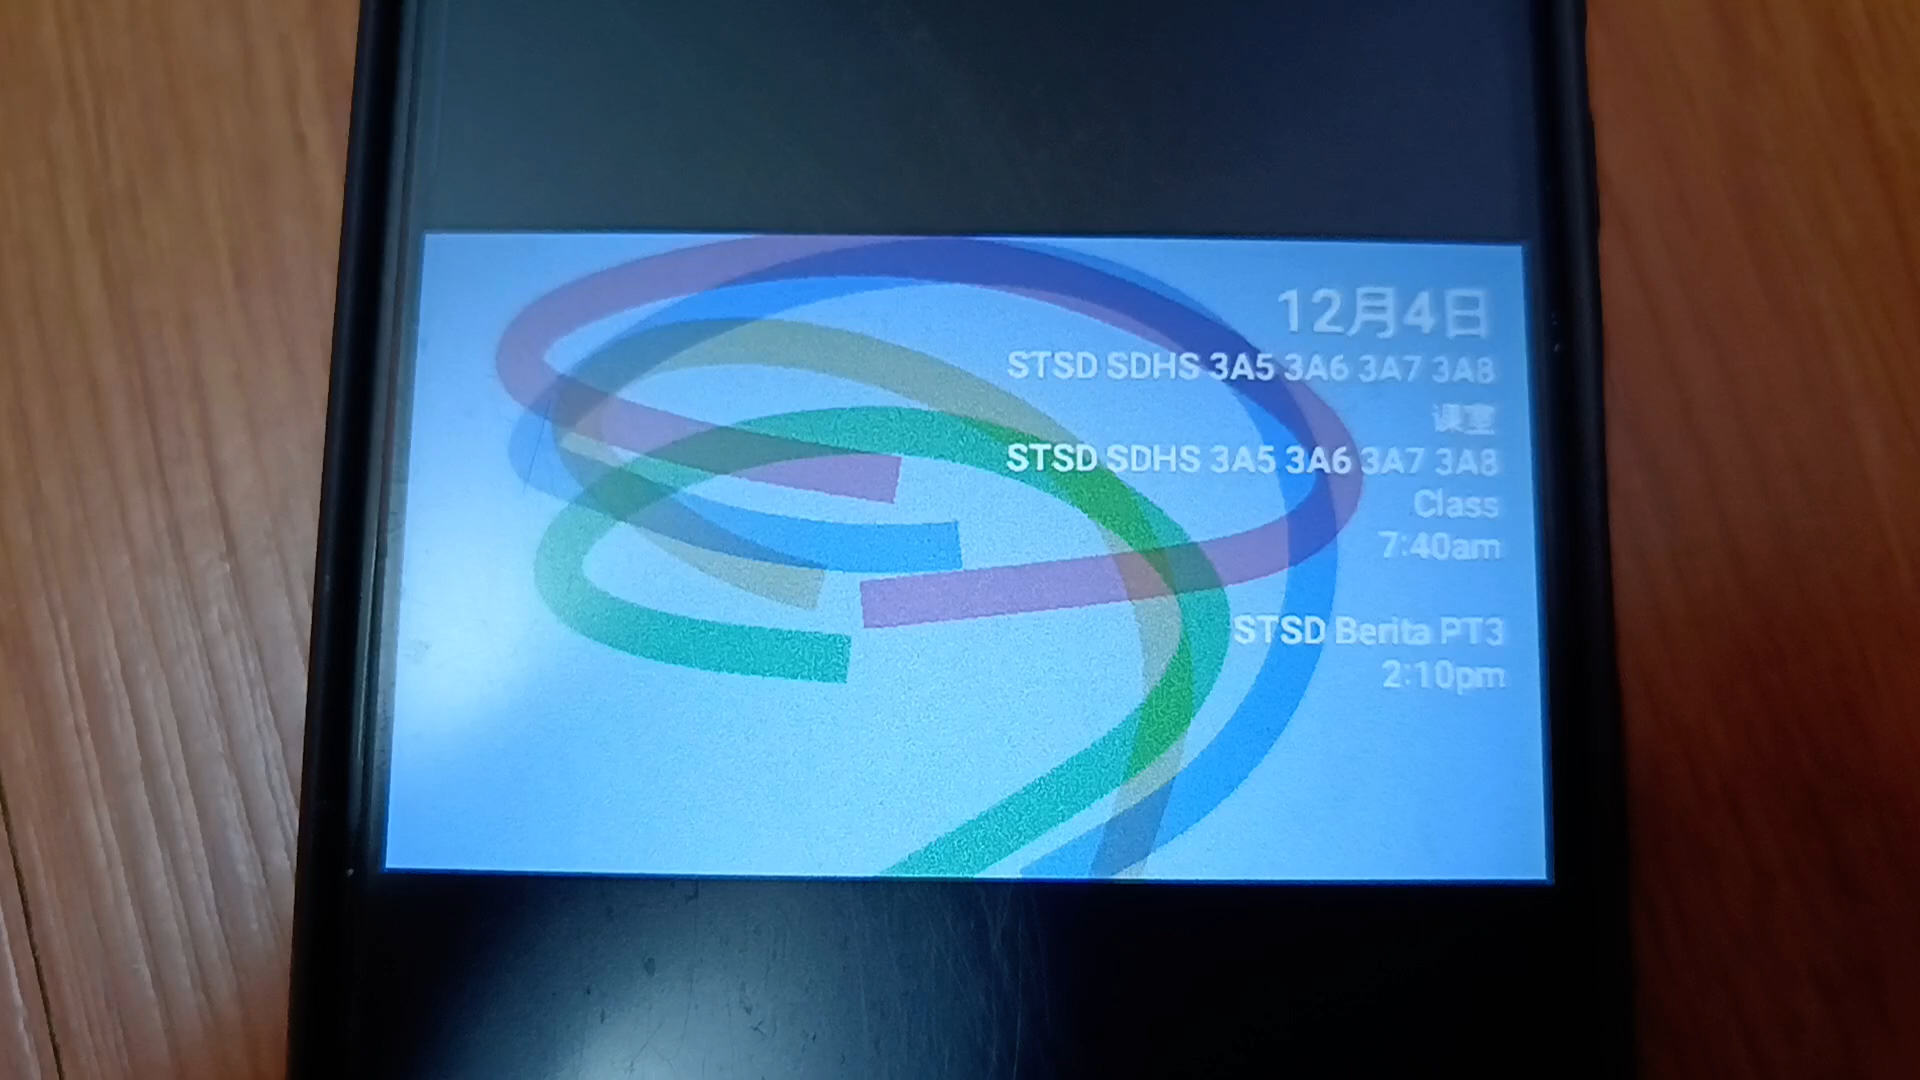 12月4日
STSD SDHS 3A5 3A6 3A7 3A8
课室
STSD SDHS 3A5 3A6 3A7 3A8
Class
7:40am
STSD Berita PT3
2:10pm